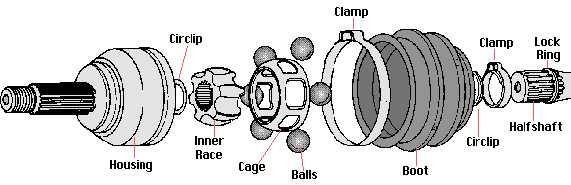 Clamp
Circlip
Clamp
Lock
Ring
Housing
Inner
Race
Cage
Balls
Boot
Circlip
Halfshaft